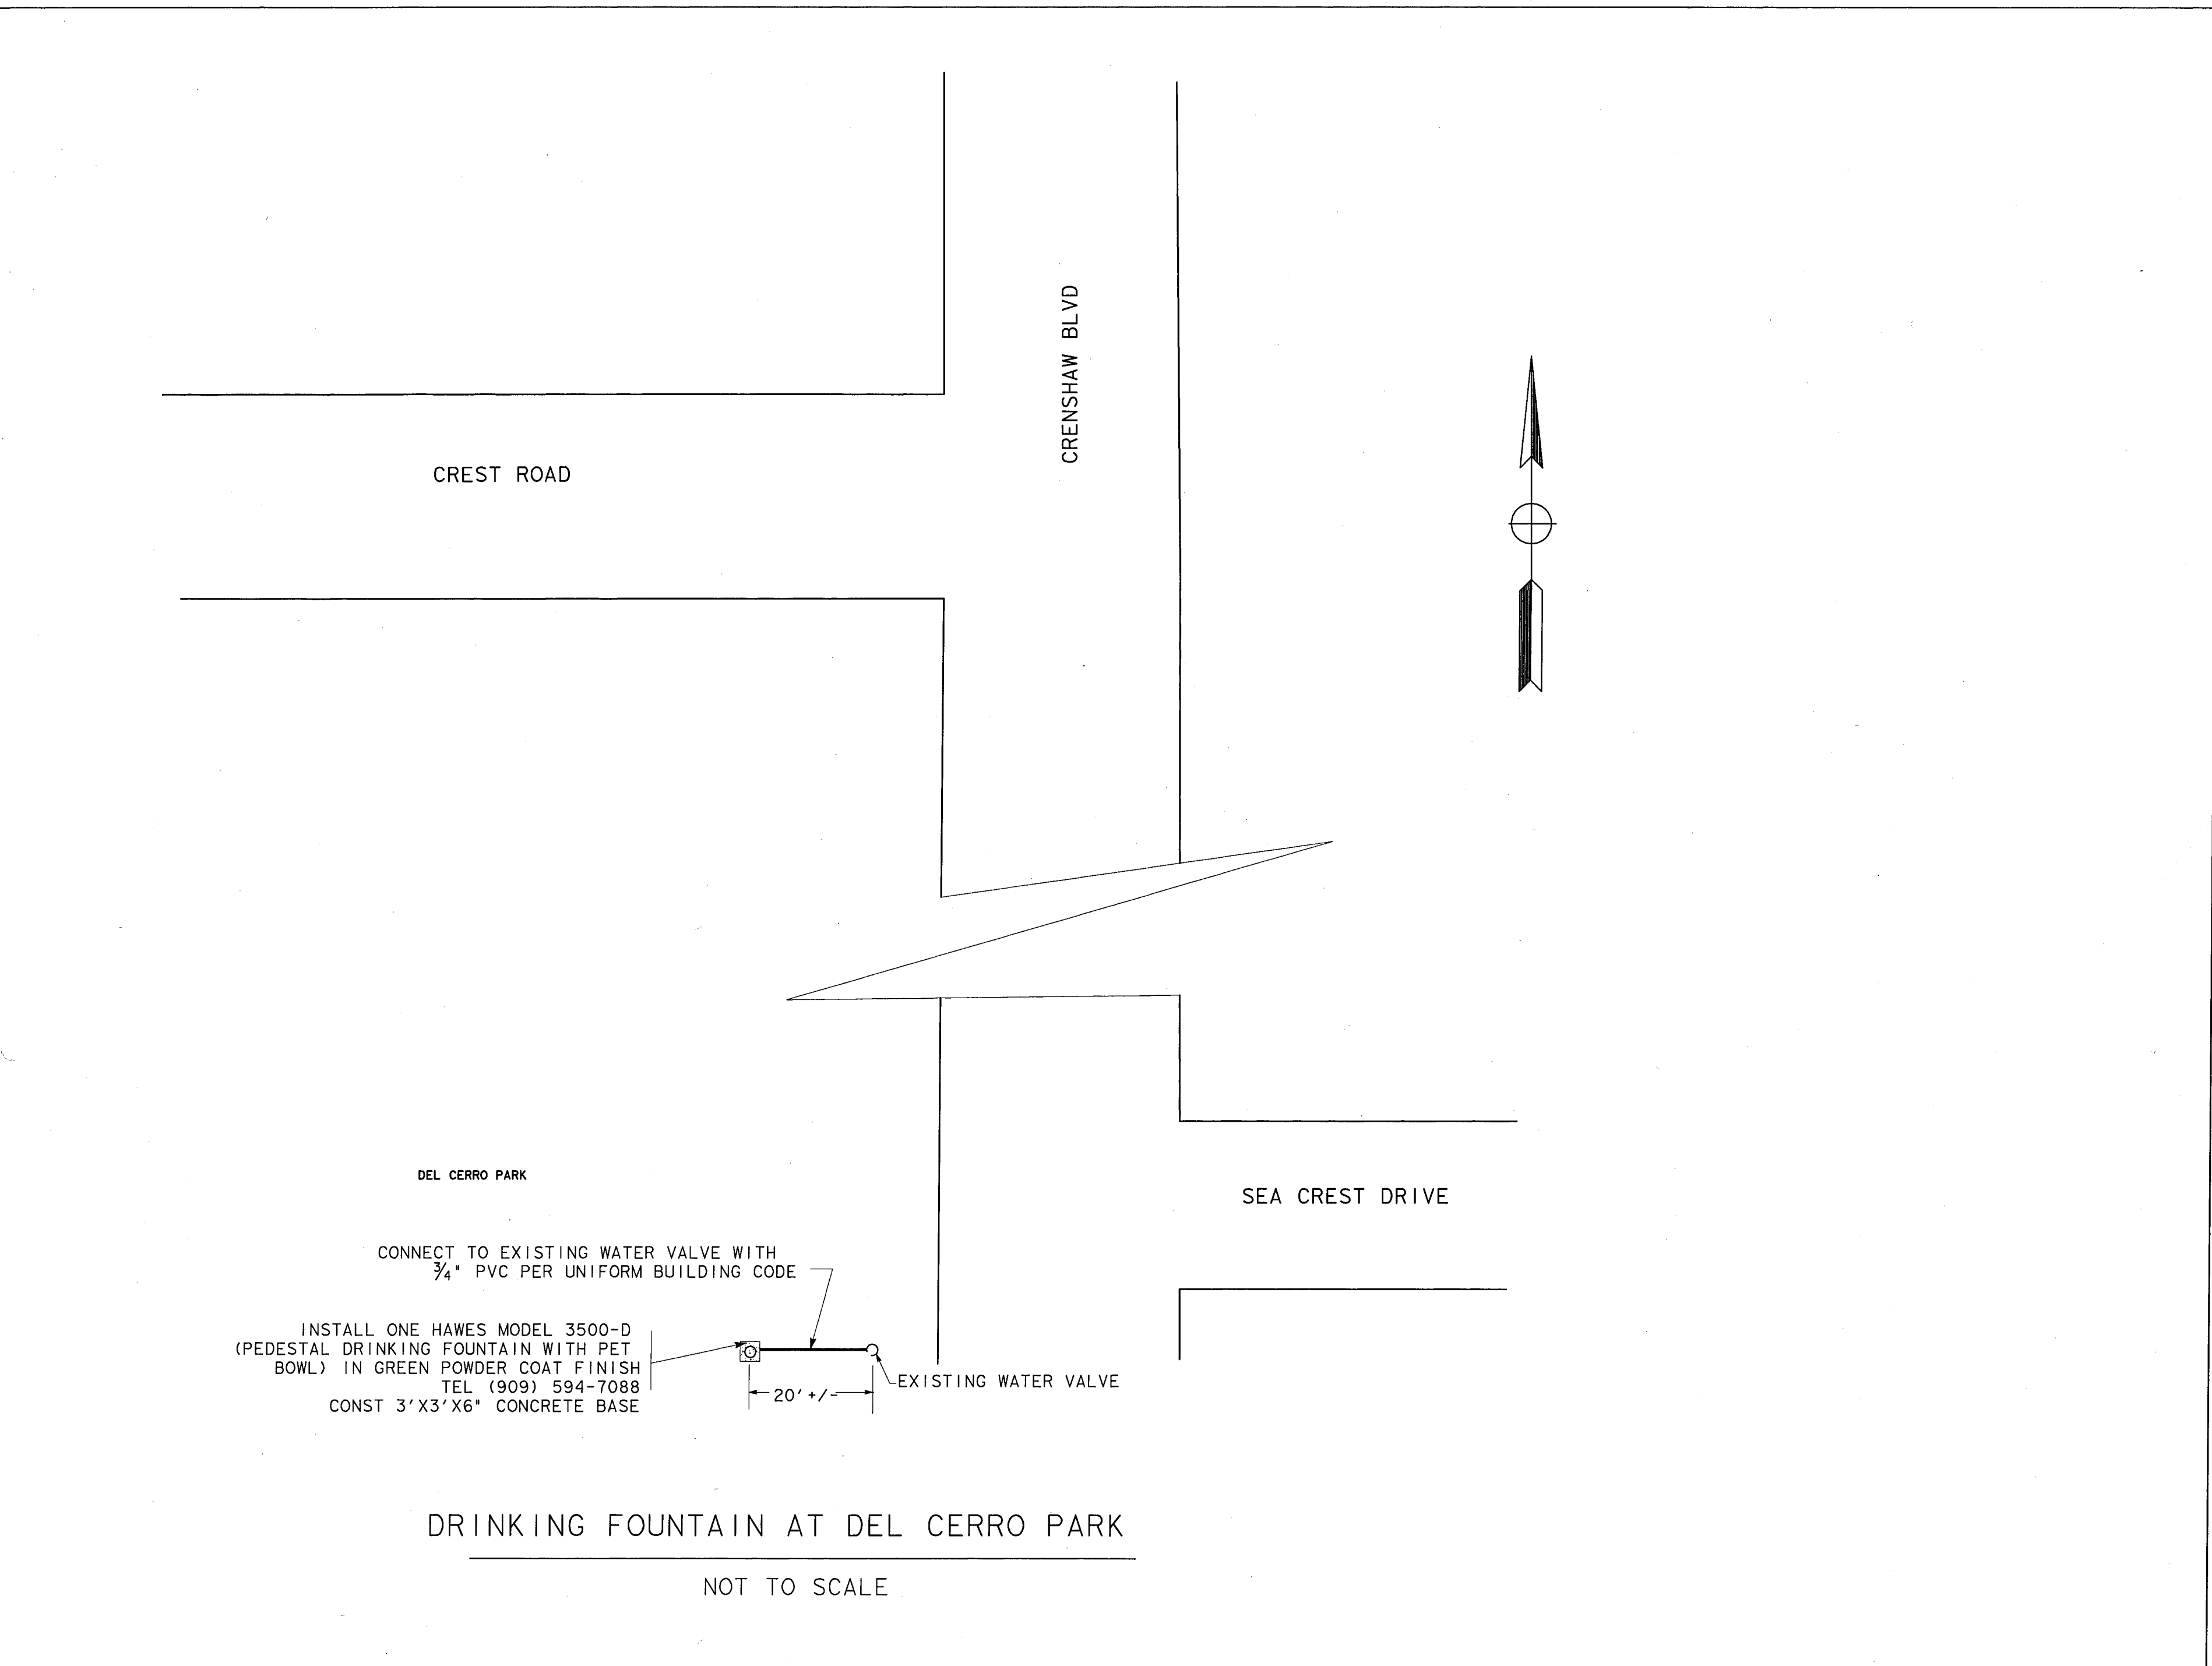 CRENSHAW BLVD
CREST ROAD
DEL CERRO PARK
SEA CREST DRIVE
CONNECT TO EXISTING WATER VALVE WITH
3/4" PVC PER UNIFORM BUILDING CODE
INSTALL ONE HAWES MODEL 3500-D
(PEDESTAL DRINKING FOUNTAIN WITH PET
BOWL) IN GREEN POWDER COAT FINISH
TEL (909) 594-7088
CONST 3'X3'X6" CONCRETE BASE
20'+/-
EXISTING WATER VALVE
DRINKING FOUNTAIN AT DEL CERRO PARK
NOT TO SCALE